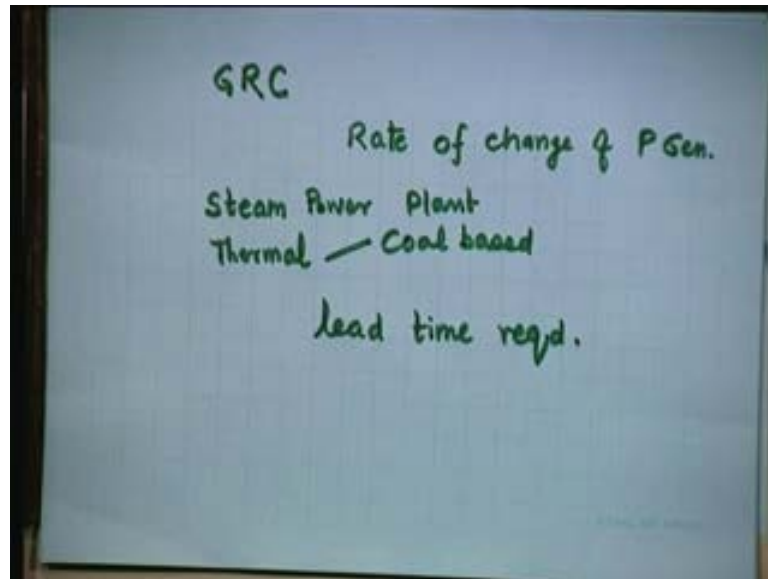 GRC
Rate of change of P Gen.
Steam Power Plant
Thermal — Coal based
lead time reqd.